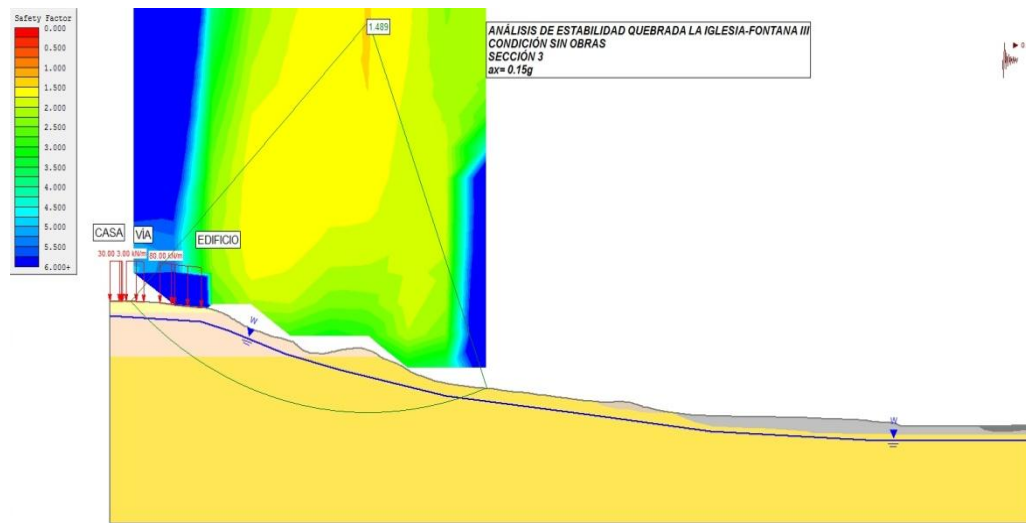 Safety Factor
0.000
0.500
1.000
1.500
2.000
2.500
3.000
3.500
4.000
4.500
5.000
5.500
6.000+
1.489
ANÁLISIS DE ESTABILIDAD QUEBRADA LA IGLESIA-FONTANA III
CONDICIÓN SIN OBRAS
SECCIÓN 3
ax= 0.15g
0
CASA
VÍA
EDIFICIO
30.00
3.00 kN/m
80.00 kN/m
W
W